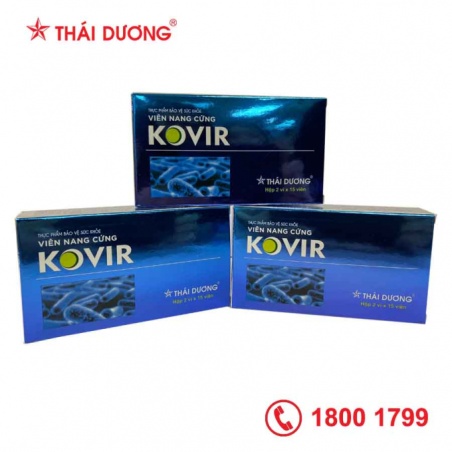 THÁI DƯƠNG®
THỰC PHẨM BẢO VỆ SỨC KHỎE
VIÊN NANG CỨNG
KOVIR
THÁI DƯƠNG®
Hộp 2 vỉ x 15 viên
THỰC PHẨM BẢO VỆ SỨC KHỎE
VIÊN NANG CỨNG
KOVIR
THÁI DƯƠNG®
Hộp 2 vỉ x 15 viên
THỰC PHẨM BẢO VỆ SỨC KHỎE
VIÊN NANG CỨNG
KOVIR
THÁI DƯƠNG®
Hộp 2 vỉ x 15 viên
1800 1799